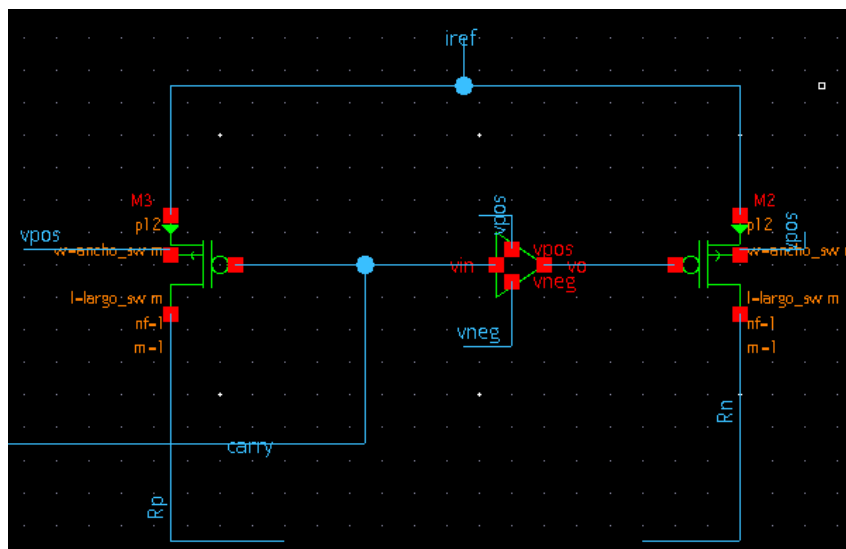 iref
M3
p12
vpos
w=ancho_sw m
l=largo_sw m
nf=1
m=1
vpos
vin
vpos
vo
vneg
vneg
M2
p12
vpos
w=ancho_sw m
l=largo_sw m
nf=1
m=1
carry
Rp
Rn